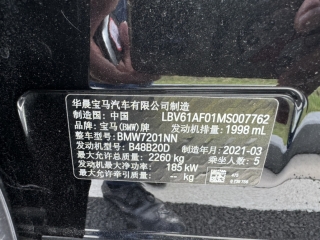 华晨宝马汽车有限公司制造
制造国：中国 LBV61AF01MS007762
品牌：宝马(BMW)牌 发动机排量：1998 mL
整车型号：BMW7201NN
发动机型号：B48B20D 制造年月：2021-03
最大允许总质量：2260 kg 乘坐人数：5
发动机最大净功率：185 kW
最大允许牵引质量：-- kg